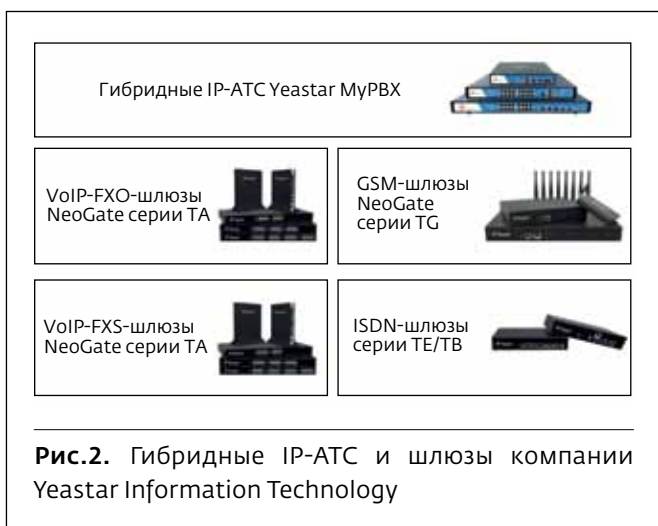 Гибридные IP-АТС Yeastar MyPBX
VoIP-FXO-шлюзы
NeoGate серии TA
GSM-шлюзы
NeoGate
серии TG
VoIP-FXS-шлюзы
NeoGate серии TA
ISDN-шлюзы
серии TE/TB
Рис.2. Гибридные IP-АТС и шлюзы компании
Yeastar Information Technology